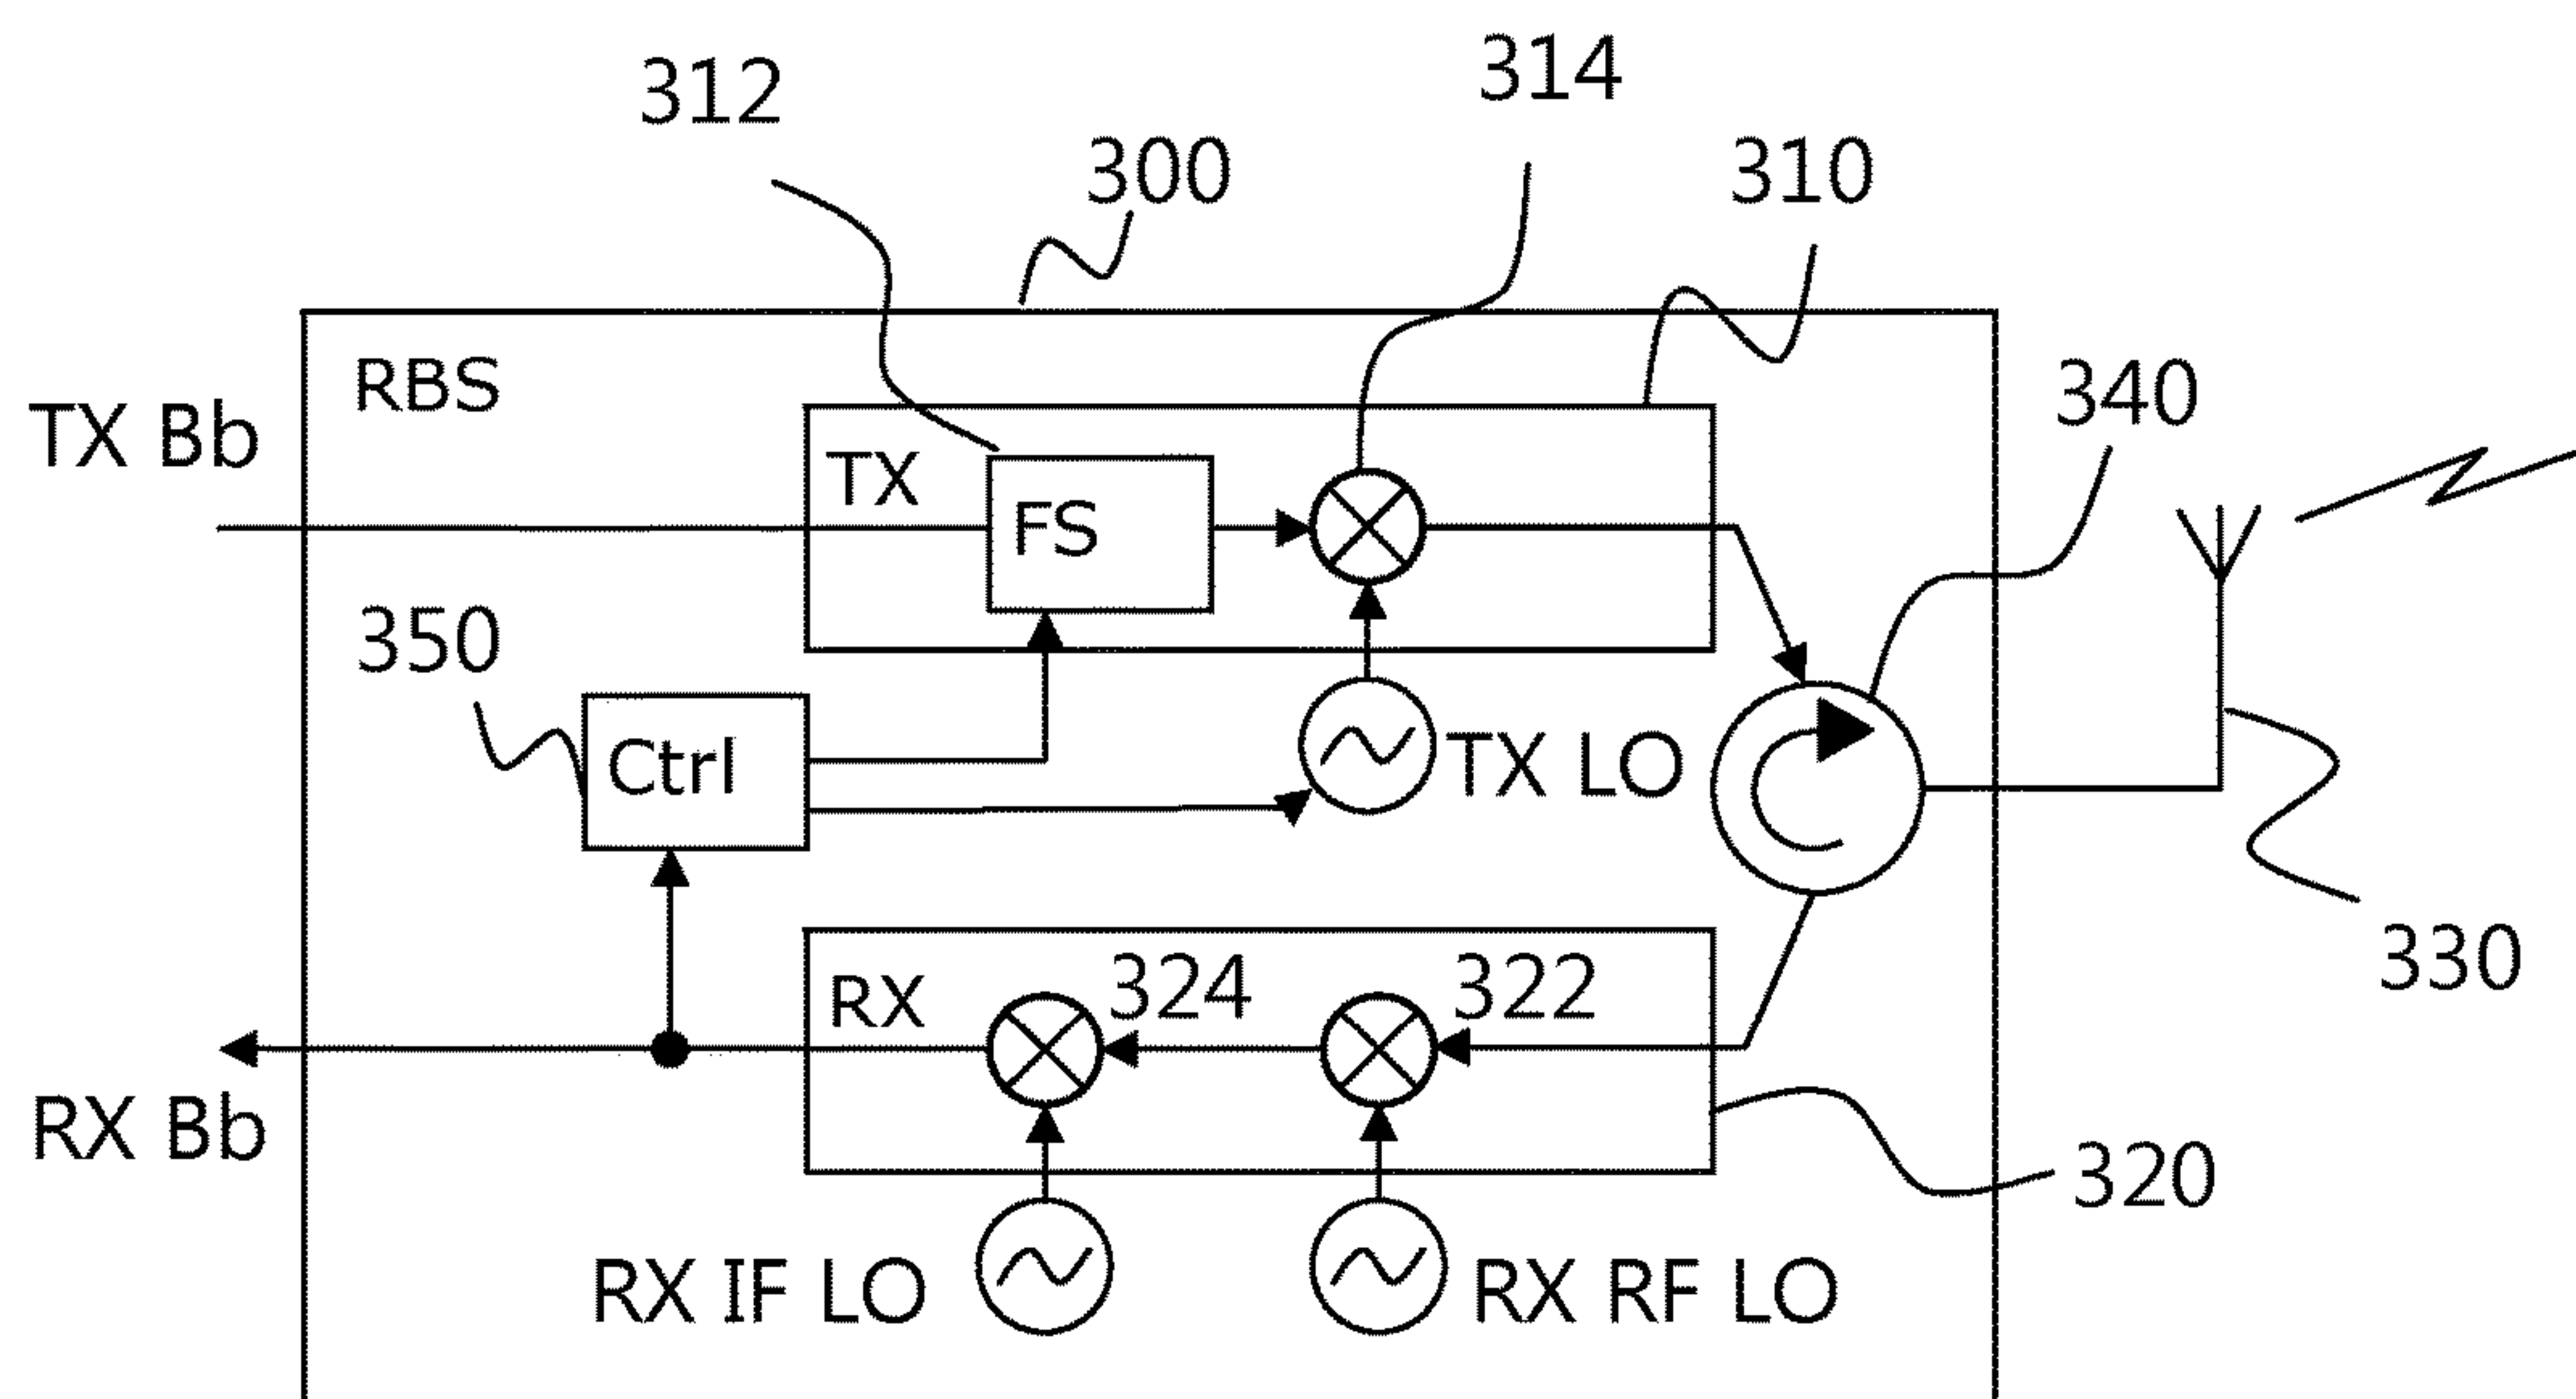 314
312
300
310
RBS
340
TX Bb
TX
FS
350
Ctrl
TX LO
330
324
322
RX
RX Bb
320
RX IF LO
RX RF LO